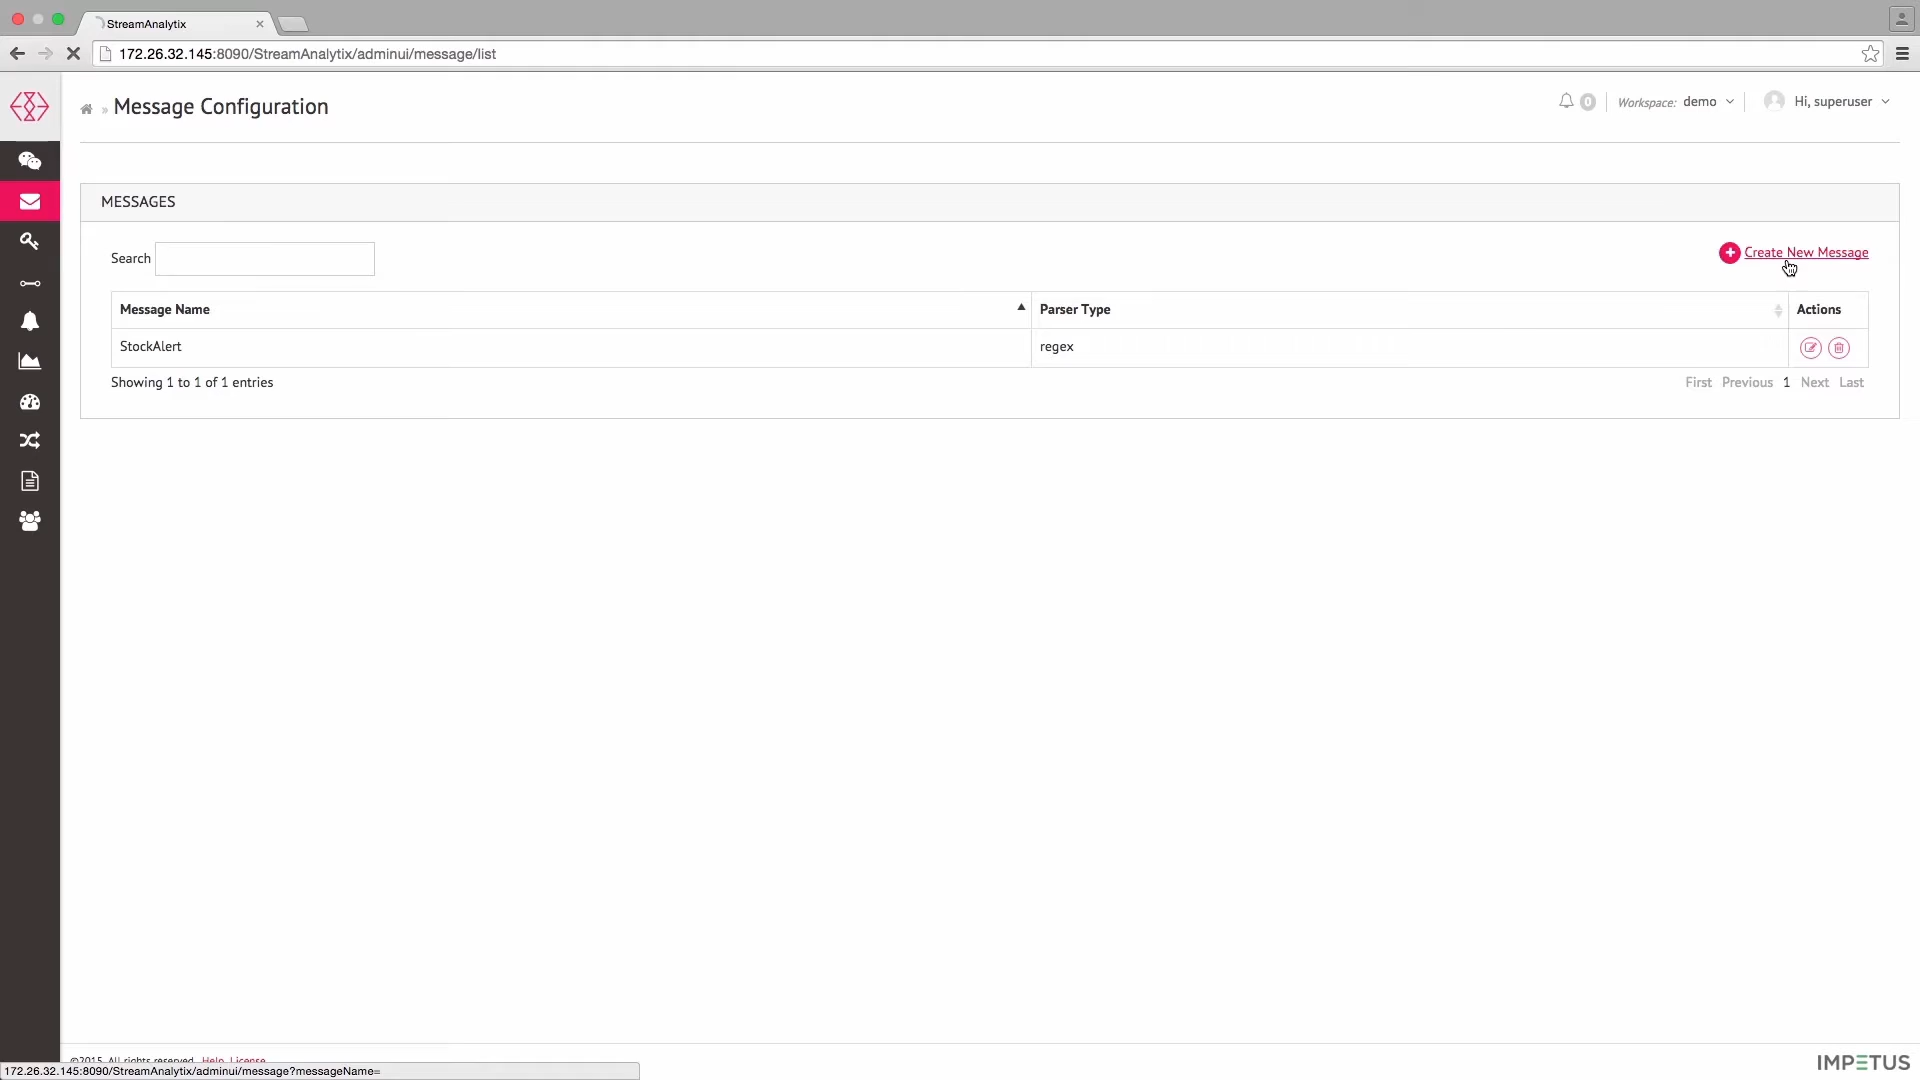 StreamAnalytix
172.26.32.145:8090/StreamAnalytix/adminui/message/list
» Message Configuration
0
Workspace: demo
Hi, superuser
MESSAGES
Search
Create New Message
Message Name Parser Type Actions
StockAlert regex
Showing 1 to 1 of 1 entries
First Previous 1 Next Last
©2015. All rights reserved. Help License
172.26.32.145:8090/StreamAnalytix/adminui/message?messageName=
IMPETUS